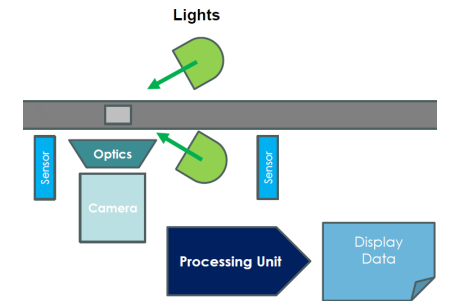 Lights
Optics
Sensor
Sensor
Camera
Processing Unit
Display
Data